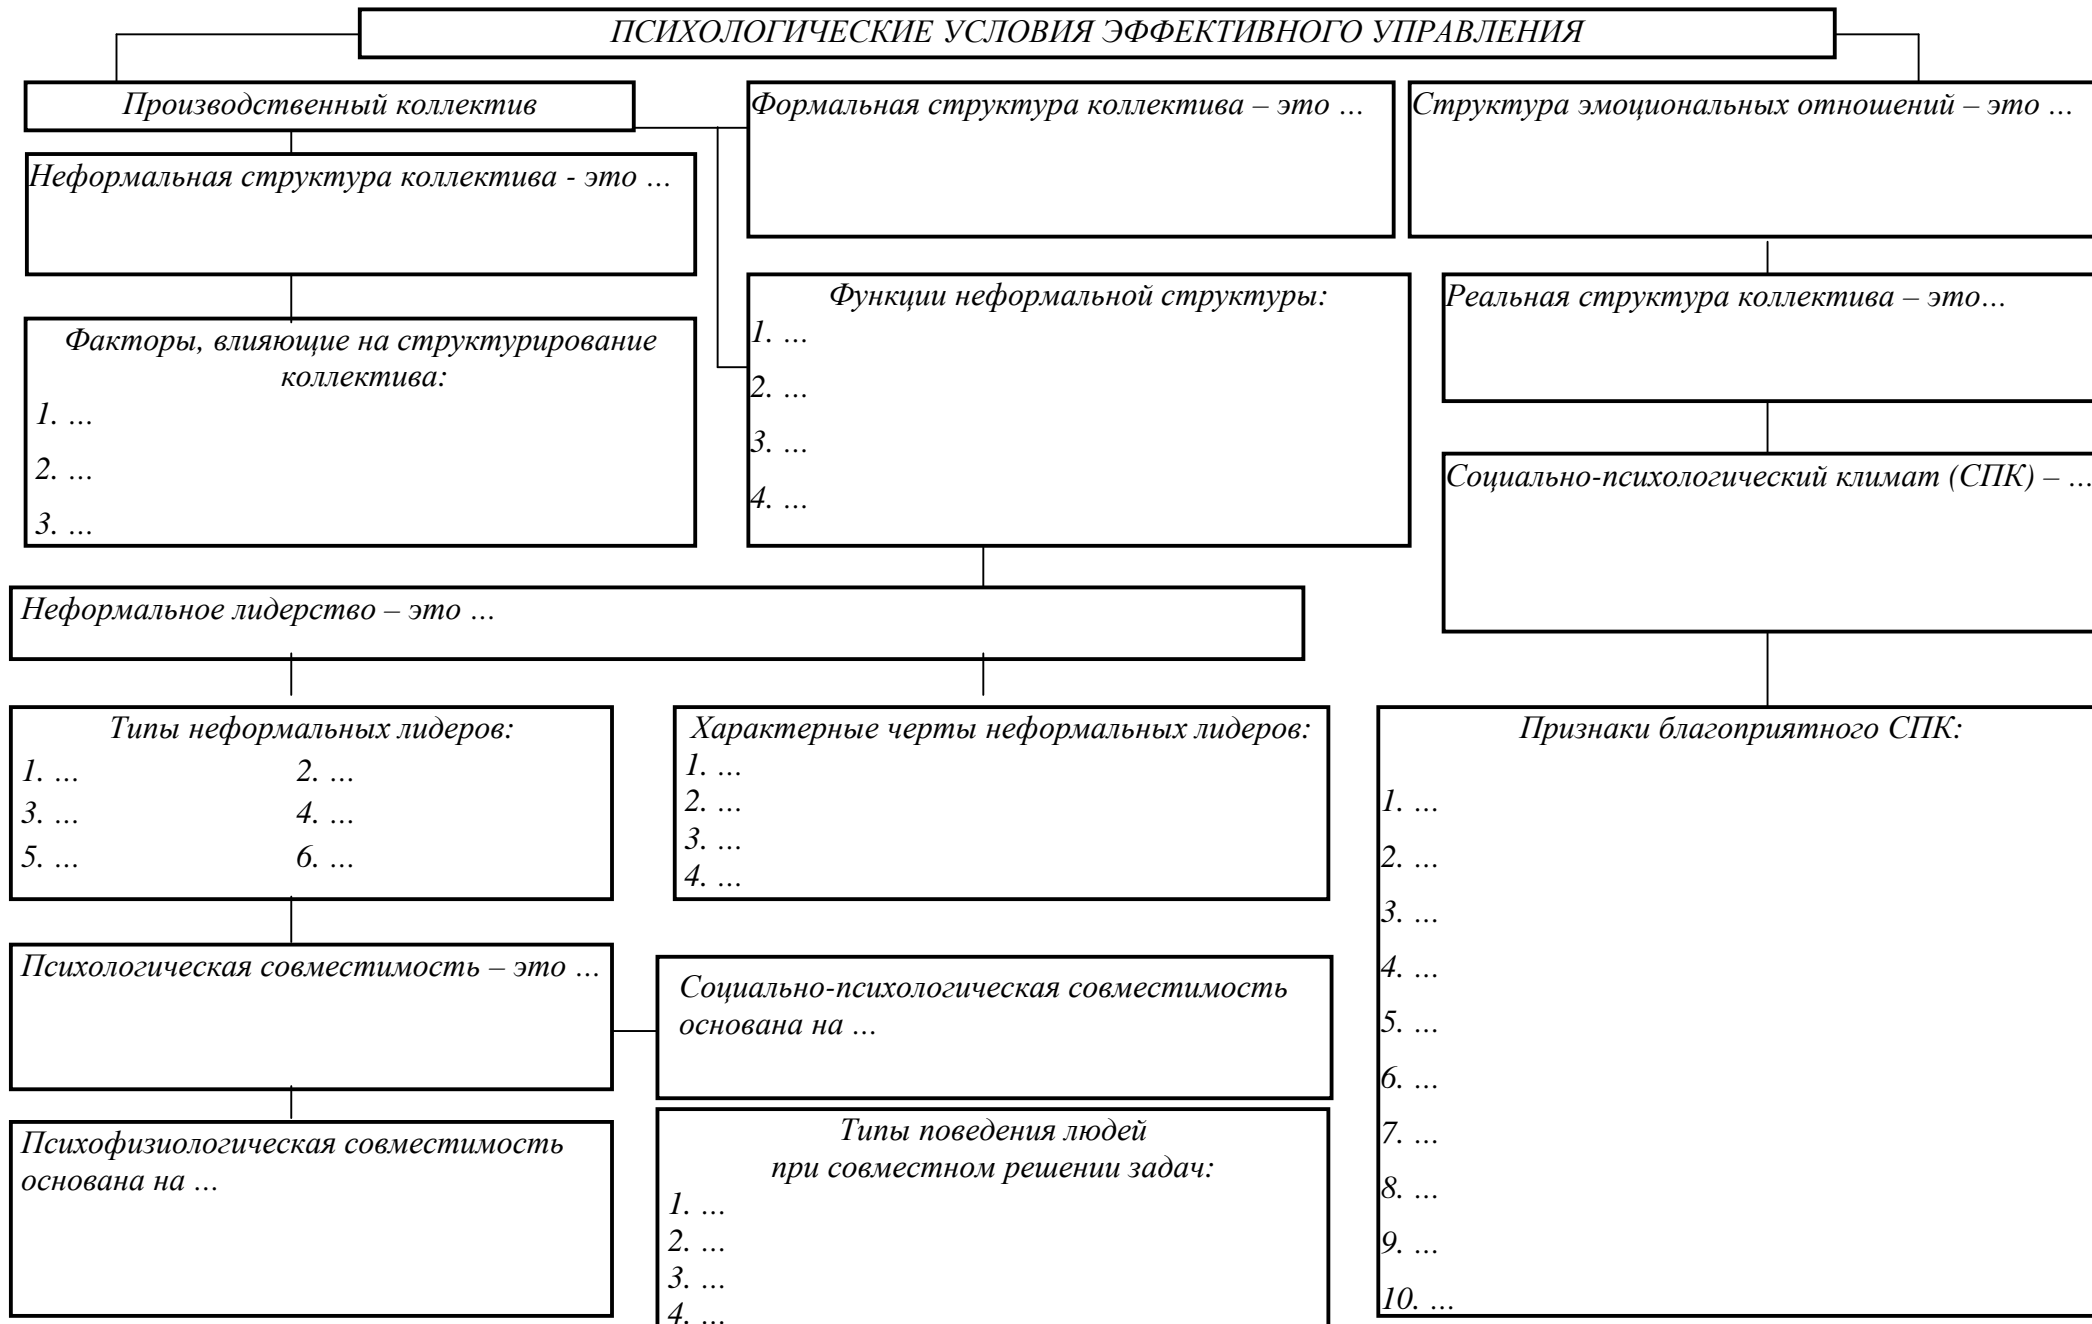 ПСИХОЛОГИЧЕСКИЕ УСЛОВИЯ ЭФФЕКТИВНОГО УПРАВЛЕНИЯ
Производственный коллектив
Формальная структура коллектива – это …
Структура эмоциональных отношений – это …
Неформальная структура коллектива - это …
Функции неформальной структуры:
1. …
2. …
3. …
4. …
Реальная структура коллектива – это…
Факторы, влияющие на структурирование
коллектива:
1. …
2. …
3. …
Социально-психологический климат (СПК) – …
Неформальное лидерство – это …
Типы неформальных лидеров:
1. … 2. …
3. … 4. …
5. … 6. …
Характерные черты неформальных лидеров:
1. …
2. …
3. …
4. …
Признаки благоприятного СПК:
1. …
2. …
3. …
4. …
5. …
6. …
7. …
8. …
9. …
10. …
Психологическая совместимость – это …
Социально-психологическая совместимость
основана на …
Психофизиологическая совместимость
основана на …
Типы поведения людей
при совместном решении задач:
1. …
2. …
3. …
4. …